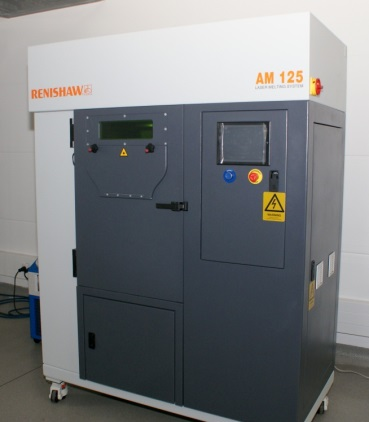 RENISHAW
AM 125
LASER MELTING SYSTEM